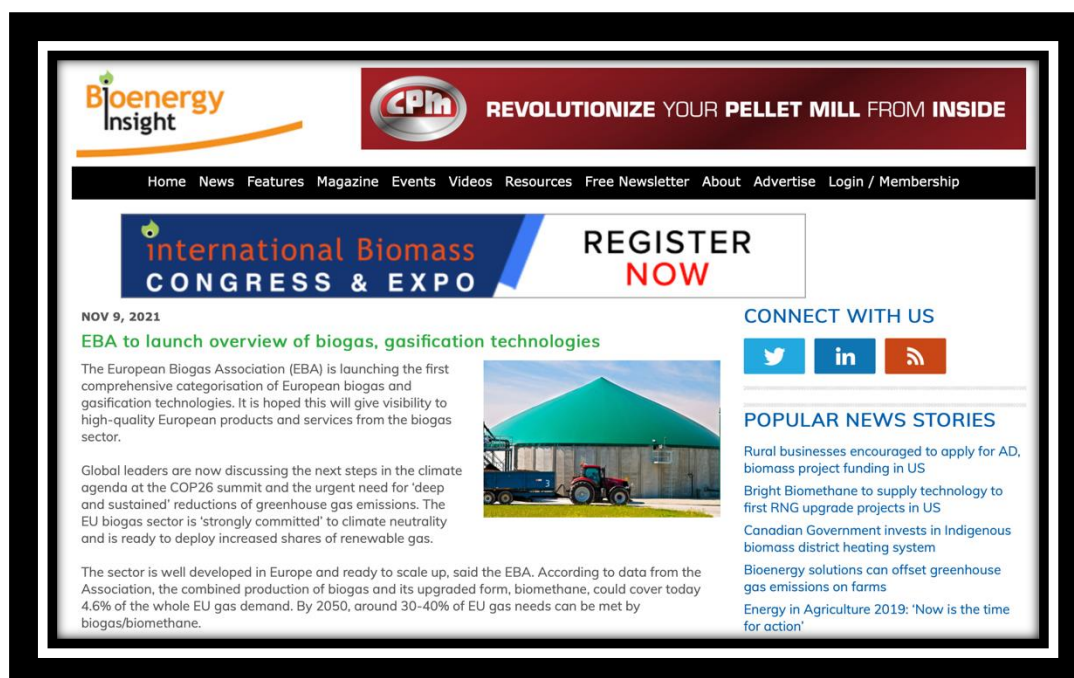 Bioenergy
Insight
CPM
REVOLUTIONIZE YOUR PELLET MILL FROM INSIDE
Home News Features Magazine Events Videos Resources Free Newsletter About Advertise Login / Membership
international Biomass
CONGRESS & EXPO
REGISTER
NOW
NOV 9, 2021
EBA to launch overview of biogas, gasification technologies
The European Biogas Association (EBA) is launching the first
comprehensive categorisation of European biogas and
gasification technologies. It is hoped this will give visibility to
high-quality European products and services from the biogas
sector.
Global leaders are now discussing the next steps in the climate
agenda at the COP26 summit and the urgent need for ‘deep
and sustained’ reductions of greenhouse gas emissions. The
EU biogas sector is ‘strongly committed’ to climate neutrality
and is ready to deploy increased shares of renewable gas.
The sector is well developed in Europe and ready to scale up, said the EBA. According to data from the
Association, the combined production of biogas and its upgraded form, biomethane, could cover today
4.6% of the whole EU gas demand. By 2050, around 30-40% of EU gas needs can be met by
biogas/biomethane.
3
CONNECT WITH US
in
POPULAR NEWS STORIES
Rural businesses encouraged to apply for AD,
biomass project funding in US
Bright Biomethane to supply technology to
first RNG upgrade projects in US
Canadian Government invests in Indigenous
biomass district heating system
Bioenergy solutions can offset greenhouse
gas emissions on farms
Energy in Agriculture 2019: ‘Now is the time
for action’